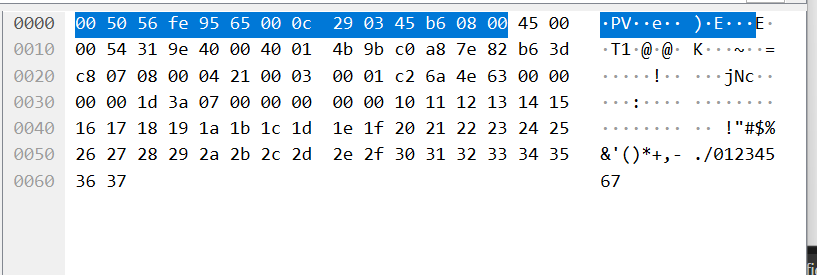 0000 00 50 56 fe 95 65 00 0c 29 03 45 b6 08 00 45 00 ·PV··e·· )·E···E·
0010 00 54 31 9e 40 00 40 01 4b 9b c0 a8 7e 82 b6 3d ·T1·@·@· K···~··=
0020 c8 07 08 00 04 21 00 03 00 01 c2 6a 4e 63 00 00 ·····!·· ···jNc··
0030 00 00 1d 3a 07 00 00 00 00 00 10 11 12 13 14 15 ···:···· ········
0040 16 17 18 19 1a 1b 1c 1d 1e 1f 20 21 22 23 24 25 ········ ·· !"#$%
0050 26 27 28 29 2a 2b 2c 2d 2e 2f 30 31 32 33 34 35 &'()*+,- ./012345
0060 36 37 67